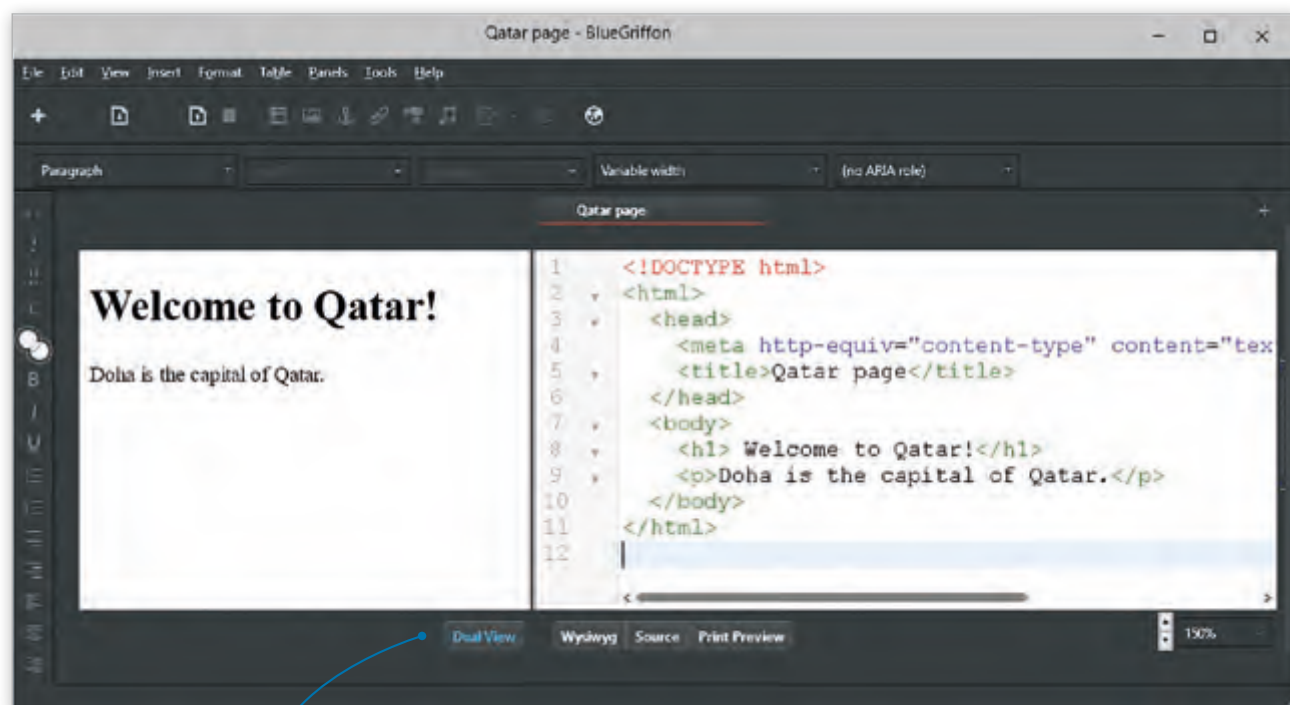 Qatar page - BlueGriffon
File Edit View Insert Format Table Panels Tools Help
Paragraph Variable width (no ARIA role)
Qatar page
Welcome to Qatar!
Doha is the capital of Qatar.
1 <!DOCTYPE html>
2 <html>
3 <head>
4 <meta http-equiv="content-type" content="tex
5 <title>Qatar page</title>
6 </head>
7 <body>
8 <h1> Welcome to Qatar!</h1>
9 <p>Doha is the capital of Qatar.</p>
10 </body>
11 </html>
12
Dual View Wysiwyg Source Print Preview 150%
B
I
U